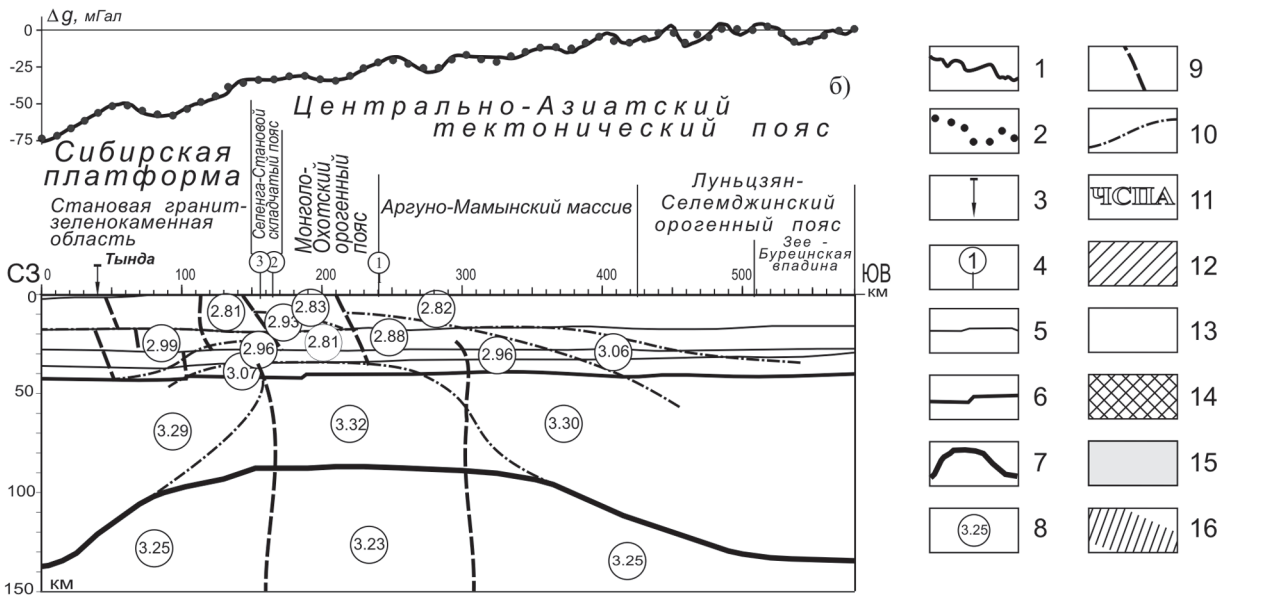 Δg, мГал
0
-25
-50
-75
б)
Центрально-Азиатский
тектонический пояс
Сибирская
платформа
Становая гранит-
зеленокаменная
область
Селенга-Становой
складчатый пояс
Монголо-
Охотский
орогенный
пояс
Аргуно-Мамынский массив
Луньцзян-
Селемджинский
орогенный пояс
Зее -
Буреинская
впадина
Тында
3
2
1
СЗ
0
100
200
300
400
500
ЮВ
км
0
50
100
150
км
2.81
2.93
2.83
2.82
2.99
2.96
2.81
2.88
2.96
3.06
3.07
3.29
3.32
3.30
3.25
3.23
3.25
1
2
3
1
4
5
6
7
3.25
8
9
10
ЧСПА
11
12
13
14
15
16